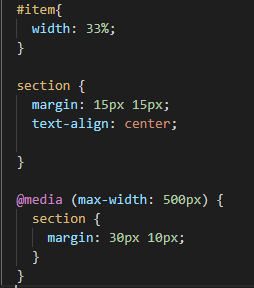 #item{
  width: 33%;
}

section {
  margin: 15px 15px;
  text-align: center;

}

@media (max-width: 500px) {
  section {
    margin: 30px 10px;
  }
}